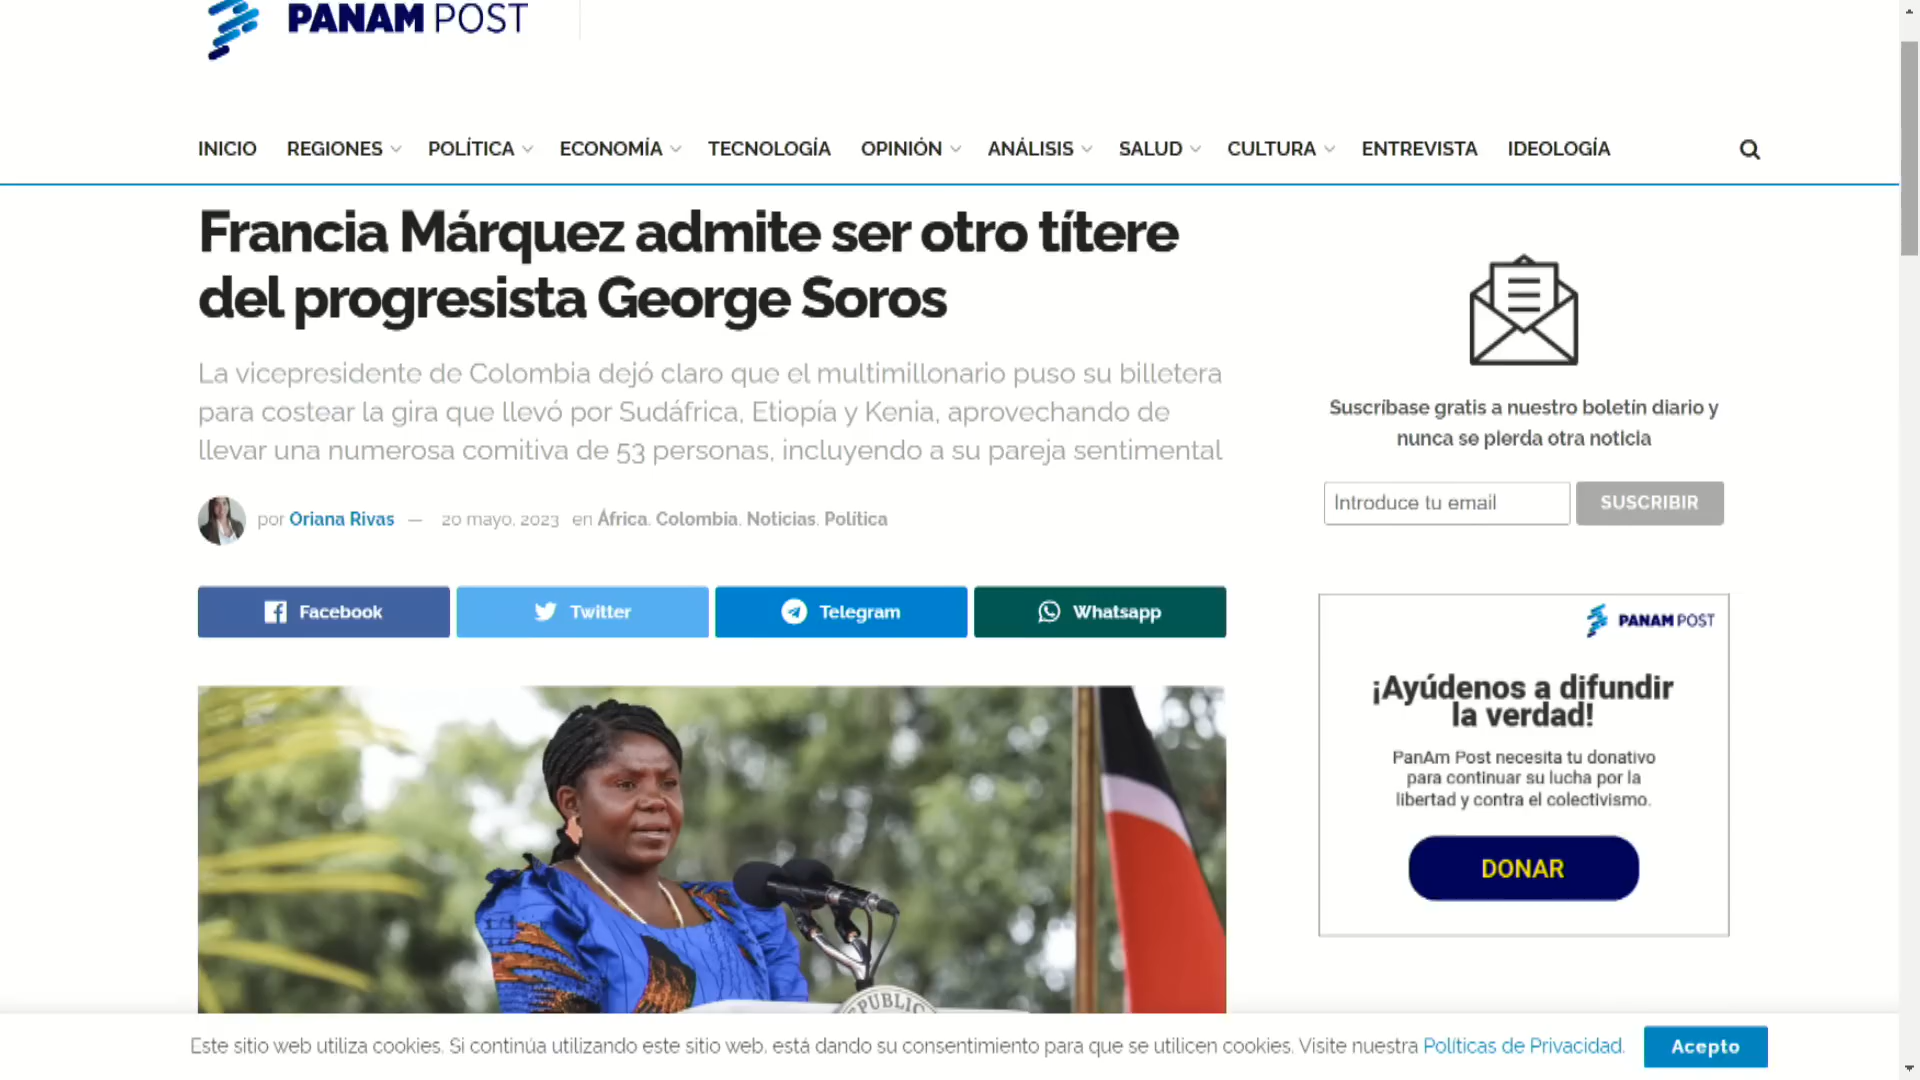 PANAM POST
INICIO REGIONES POLÍTICA ECONOMÍA TECNOLOGÍA OPINIÓN ANÁLISIS SALUD CULTURA ENTREVISTA IDEOLOGÍA
Francia Márquez admite ser otro títere
del progresista George Soros
La vicepresidente de Colombia dejó claro que el multimillonario puso su billetera
para costear la gira que llevó por Sudáfrica, Etiopía y Kenia, aprovechando de
llevar una numerosa comitiva de 53 personas, incluyendo a su pareja sentimental
por Oriana Rivas — 20 mayo, 2023 en África, Colombia, Noticias, Política
Facebook Twitter Telegram Whatsapp
Suscríbase gratis a nuestro boletín diario y
nunca se pierda otra noticia
Introduce tu email SUSCRIBIR
PANAM POST
¡Ayúdenos a difundir
la verdad!
PanAm Post necesita tu donativo
para continuar su lucha por la
libertad y contra el colectivismo.
DONAR
PUBLIC
Este sitio web utiliza cookies. Si continúa utilizando este sitio web, está dando su consentimiento para que se utilicen cookies. Visite nuestra Políticas de Privacidad. Acepto